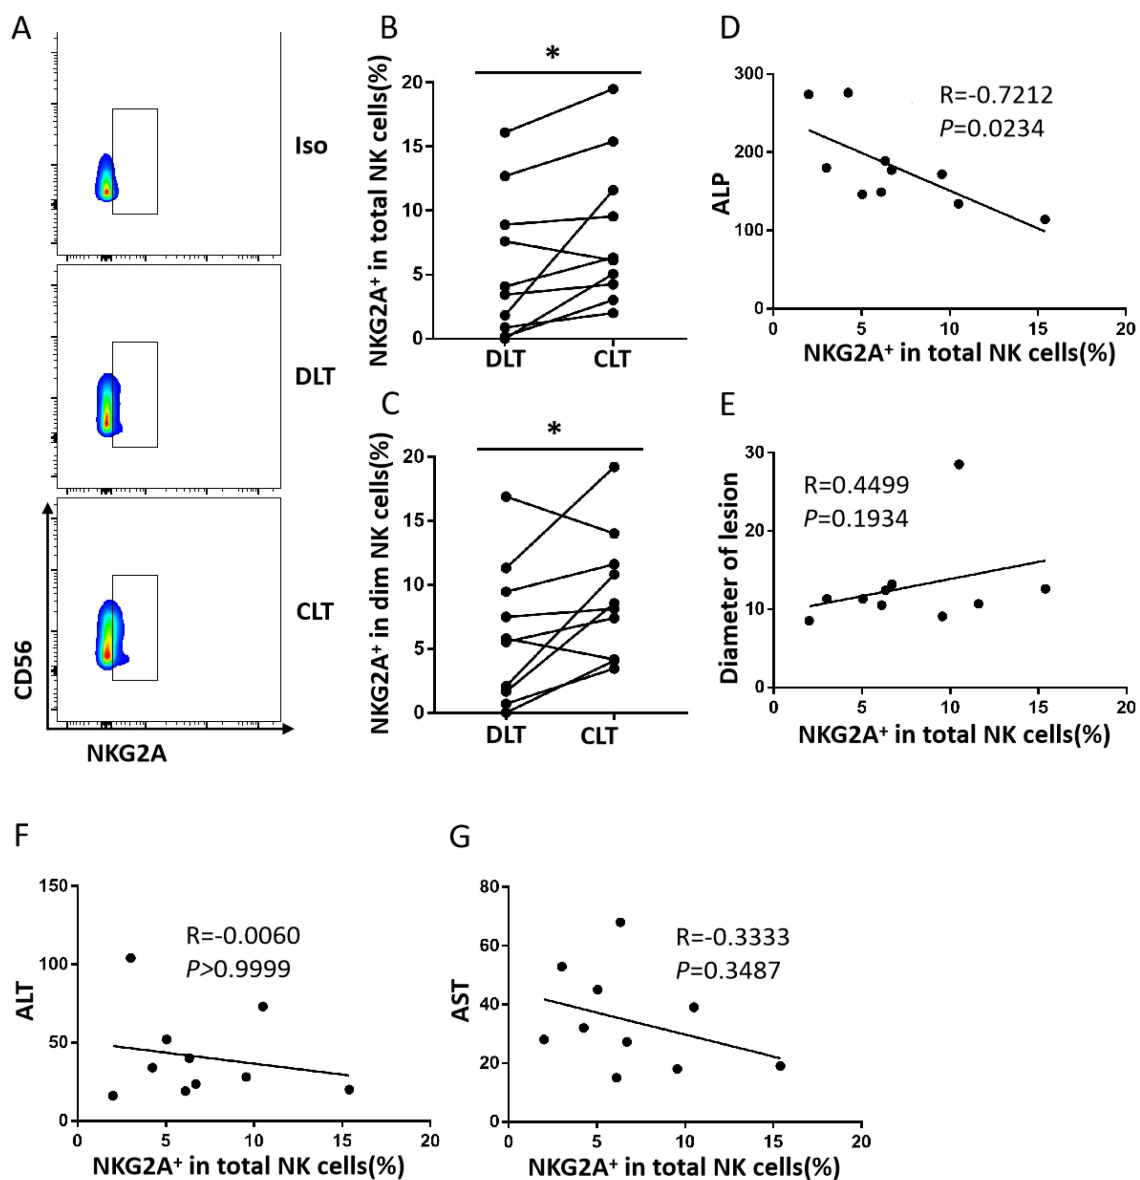 A
Iso
DLT
CLT
CD56
NKG2A
B
*
NKG2A⁺ in total NK cells(%)
20
15
10
5
0
DLT
CLT
C
*
NKG2A⁺ in dim NK cells(%)
20
15
10
5
0
DLT
CLT
D
R=-0.7212
P=0.0234
ALP
300
200
100
0
0
5
10
15
20
NKG2A⁺ in total NK cells(%)
E
R=0.4499
P=0.1934
Diameter of lesion
30
20
10
0
0
5
10
15
20
NKG2A⁺ in total NK cells(%)
F
R=-0.0060
P>0.9999
ALT
150
100
50
0
0
5
10
15
20
NKG2A⁺ in total NK cells(%)
G
R=-0.3333
P=0.3487
AST
80
60
40
20
0
0
5
10
15
20
NKG2A⁺ in total NK cells(%)